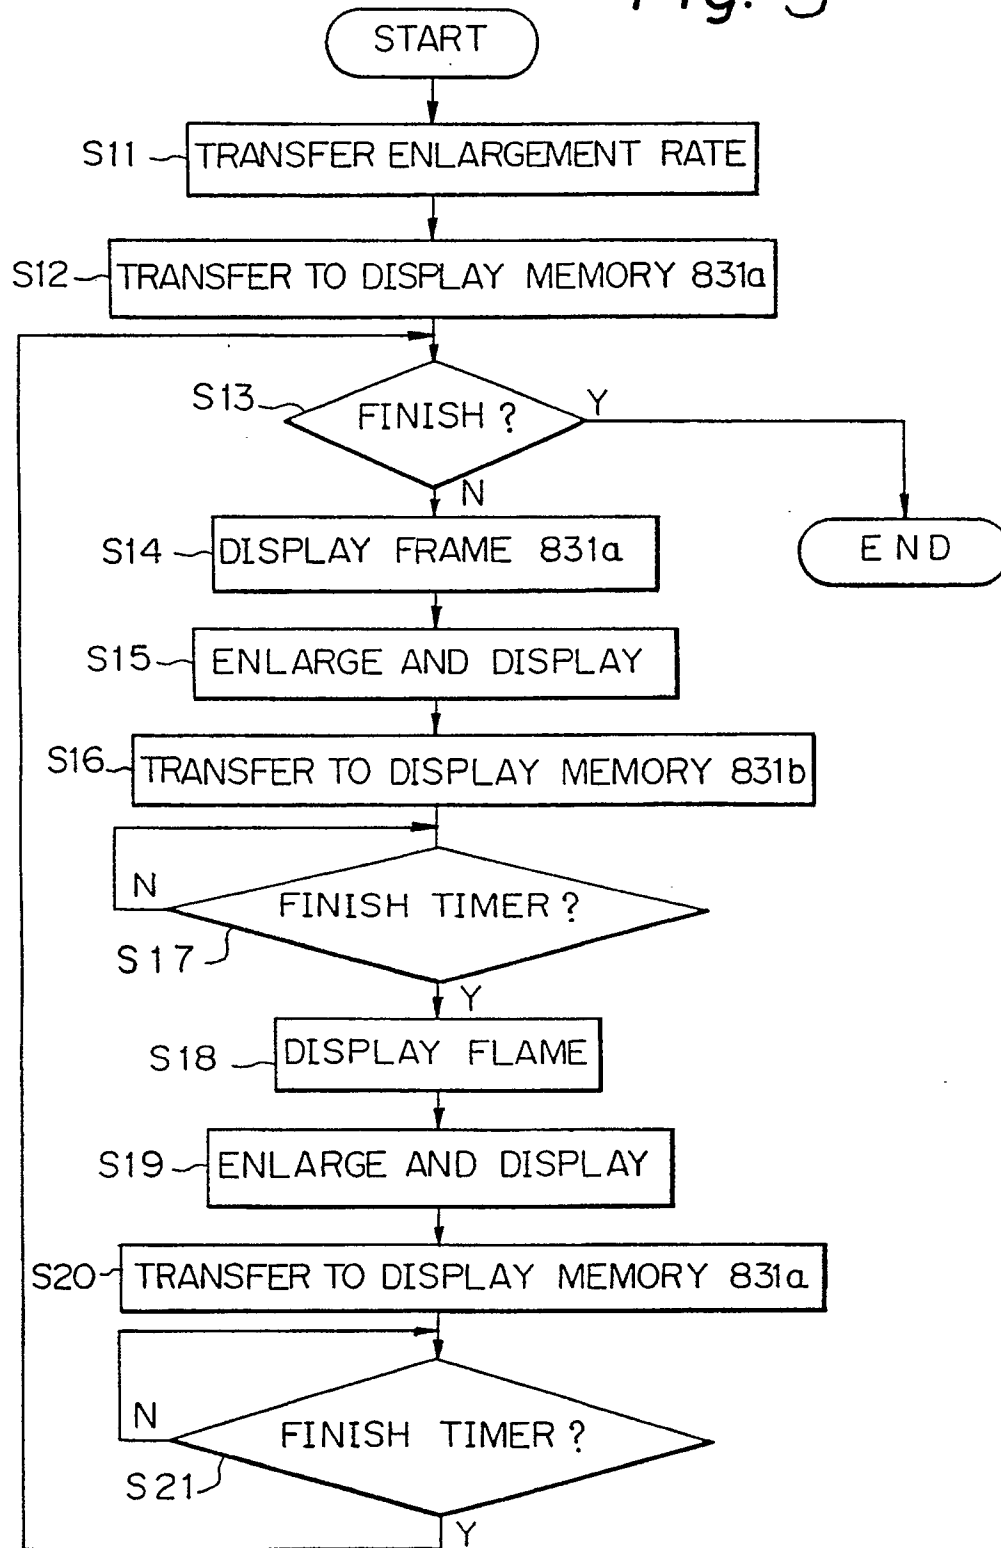 Fig.
START
S11 TRANSFER ENLARGEMENT RATE
S12 TRANSFER TO DISPLAY MEMORY 831a
S13 FINISH ? Y
N
S14 DISPLAY FRAME 831a
END
S15 ENLARGE AND DISPLAY
S16 TRANSFER TO DISPLAY MEMORY 831b
N
FINISH TIMER ?
S17
Y
S18 DISPLAY FLAME
S19 ENLARGE AND DISPLAY
S20 TRANSFER TO DISPLAY MEMORY 831a
N
FINISH TIMER ?
S21
Y